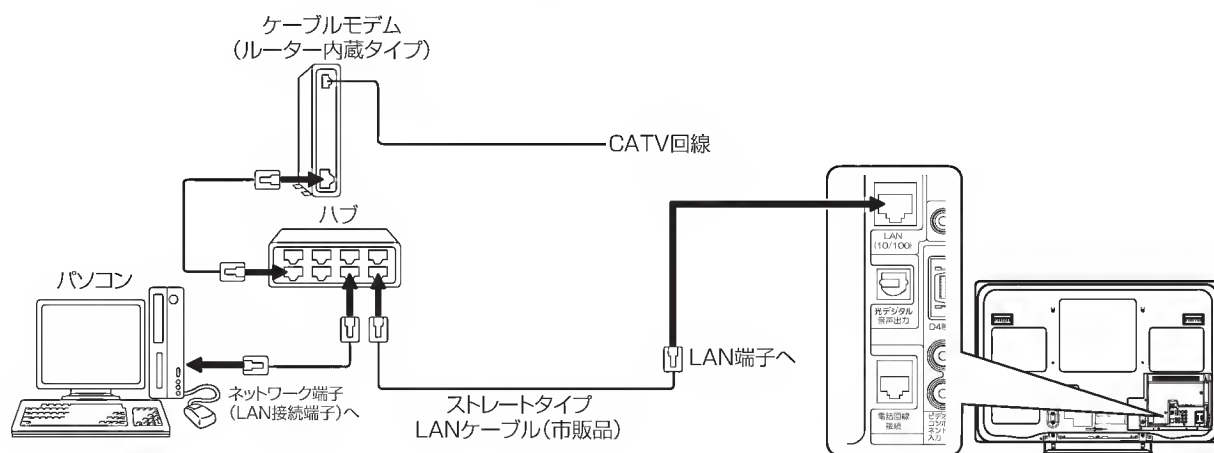 ケーブルモデム
(ルーター内蔵タイプ)
CATV回線
ハブ
パソコン
LAN
(10/100)
光デジタル
音声出力
LAN端子へ
ネットワーク端子
(LAN接続端子)へ
ストレートタイプ
LANケーブル(市販品)
電話回線
接続
入力